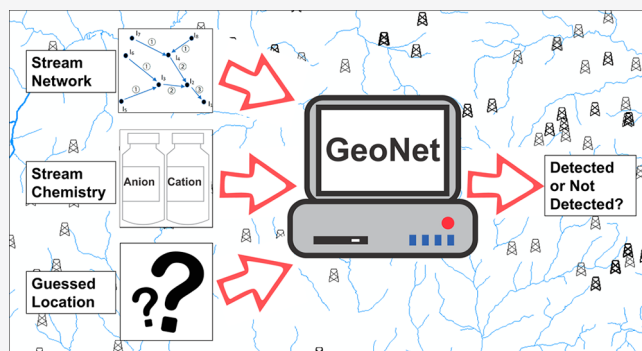 Stream
Network
Stream
Chemistry
Anion
Cation
Guessed
Location
GeoNet
Detected
or Not
Detected?